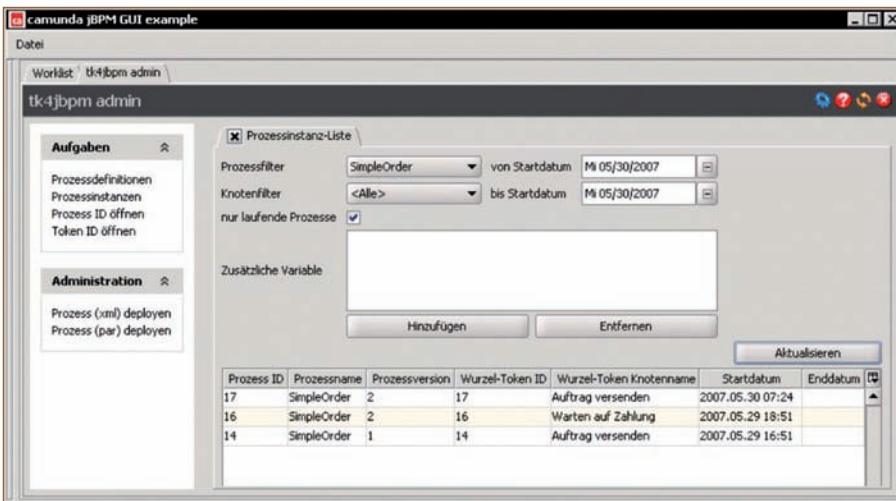 ca camunda jBPM GUI example
Datei
Worklist tk4jbpm admin
tk4jbpm admin
Aufgaben
Prozessdefinitionen
Prozessinstanzen
Prozess ID öffnen
Token ID öffnen
Administration
Prozess (xml) deployen
Prozess (par) deployen
Prozessinstanz-Liste
Prozessfilter SimpleOrder von Startdatum Mi 05/30/2007
Knotenfilter <Alle> bis Startdatum Mi 05/30/2007
nur laufende Prozesse
Zusätzliche Variable
Hinzufügen Entfernen
Aktualisieren
Prozess ID Prozessname Prozessversion Wurzel-Token ID Wurzel-Token Knotenname Startdatum Enddatum
17 SimpleOrder 2 17 Auftrag versenden 2007.05.30 07:24
16 SimpleOrder 2 16 Warten auf Zahlung 2007.05.29 18:51
14 SimpleOrder 1 14 Auftrag versenden 2007.05.29 16:51